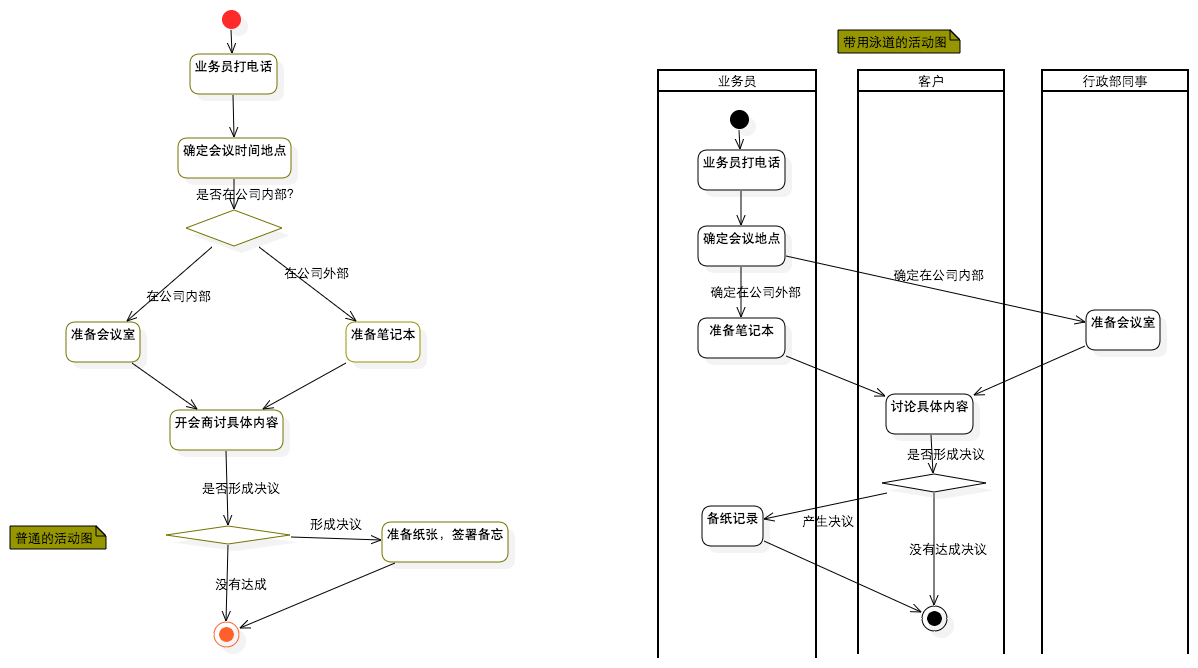 业务员打电话
确定会议时间地点
是否在公司内部?
在公司外部
在公司内部
准备会议室
准备笔记本
开会商讨具体内容
是否形成决议
形成决议
准备纸张，签署备忘
普通的活动图
没有达成
带用泳道的活动图
业务员
客户
行政部同事
业务员打电话
确定会议地点
确定在公司内部
确定在公司外部
准备笔记本
准备会议室
讨论具体内容
是否形成决议
备纸记录
产生决议
没有达成决议